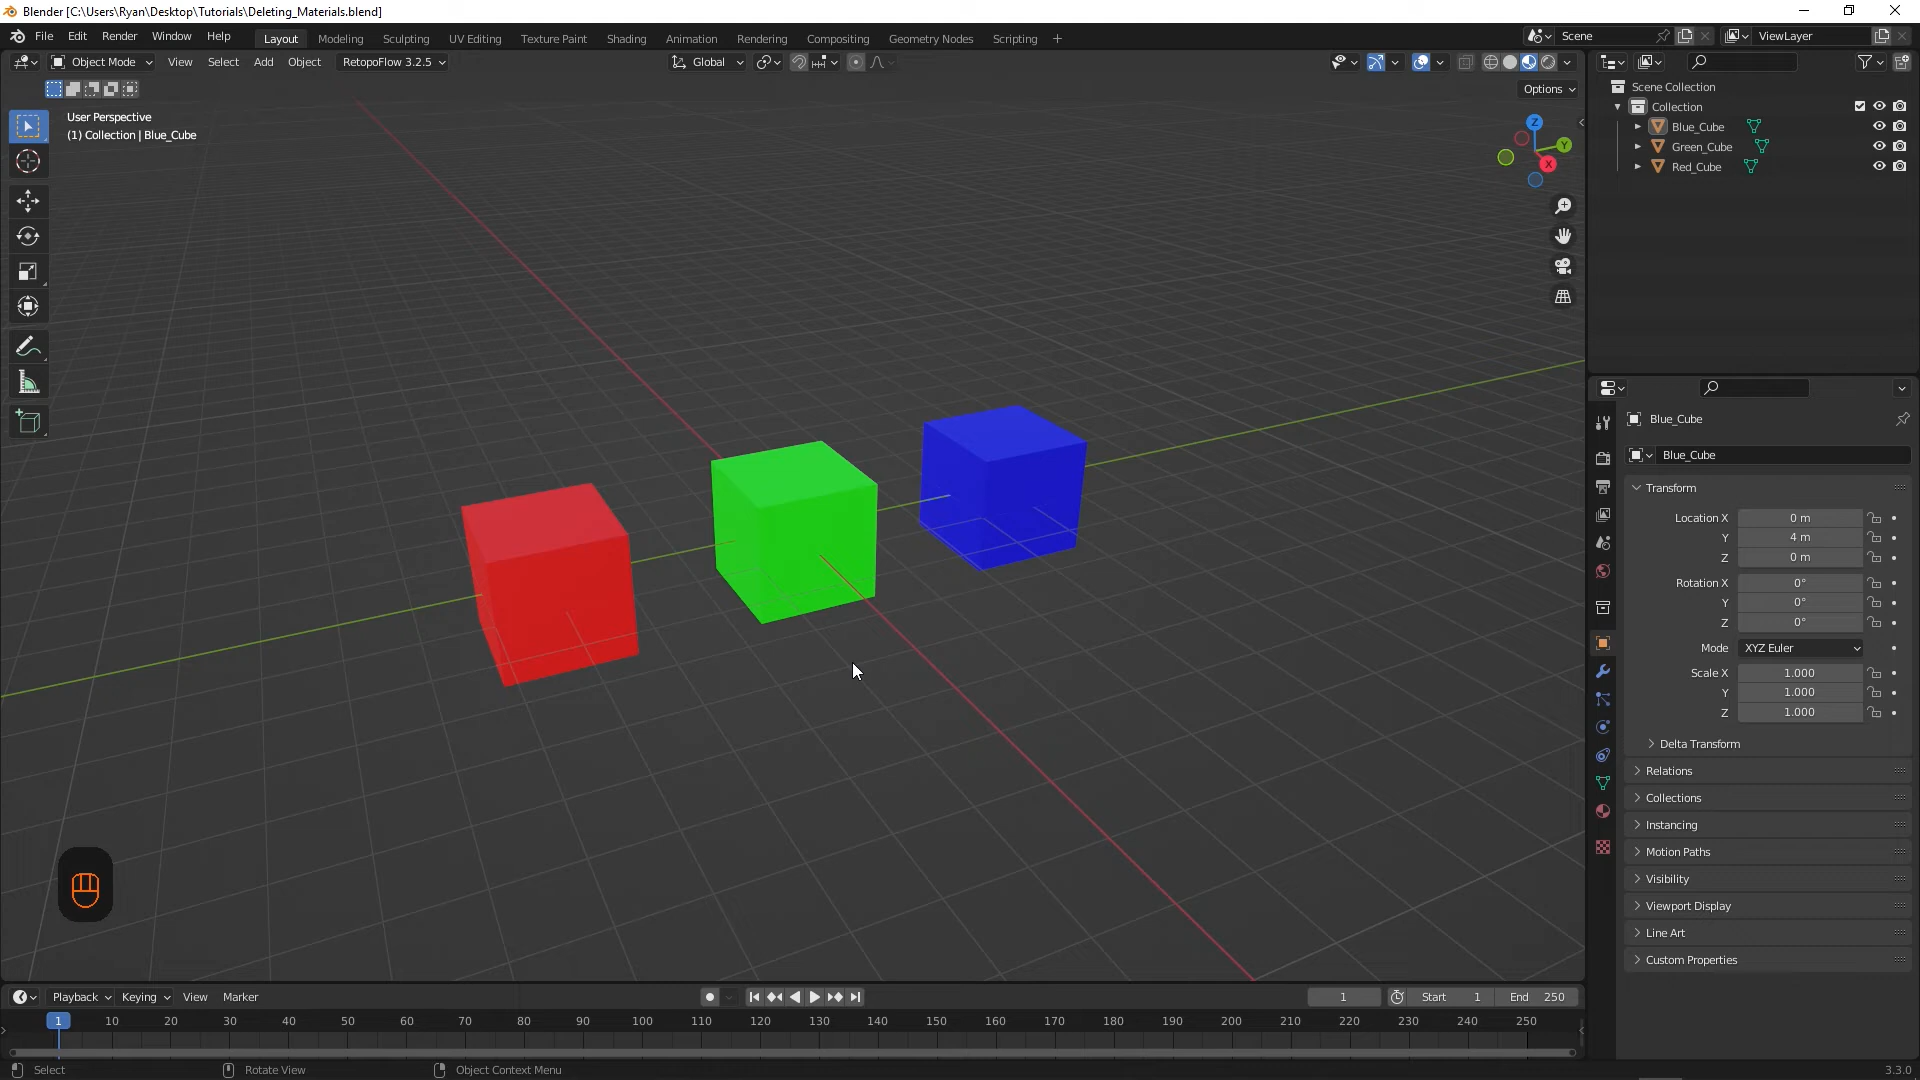 Blender [C:\Users\Ryan\Desktop\Tutorials\Deleting_Materials.blend]
File Edit Render Window Help Layout Modeling Sculpting UV Editing Texture Paint Shading Animation Rendering Compositing Geometry Nodes Scripting + Scene ViewLayer
Object Mode View Select Add Object RetopoFlow 3.2.5 Global
Options
User Perspective
(1) Collection | Blue_Cube
Z
Y
X
Scene Collection
Collection
Blue_Cube
Green_Cube
Red_Cube
Blue_Cube
Blue_Cube
Transform
Location X 0 m
Y 4 m
Z 0 m
Rotation X 0°
Y 0°
Z 0°
Mode XYZ Euler
Scale X 1.000
Y 1.000
Z 1.000
Delta Transform
Relations
Collections
Instancing
Motion Paths
Visibility
Viewport Display
Line Art
Custom Properties
Playback Keying View Marker 1 Start 1 End 250
1 10 20 30 40 50 60 70 80 90 100 110 120 130 140 150 160 170 180 190 200 210 220 230 240 250
Select Rotate View Object Context Menu 3.3.0